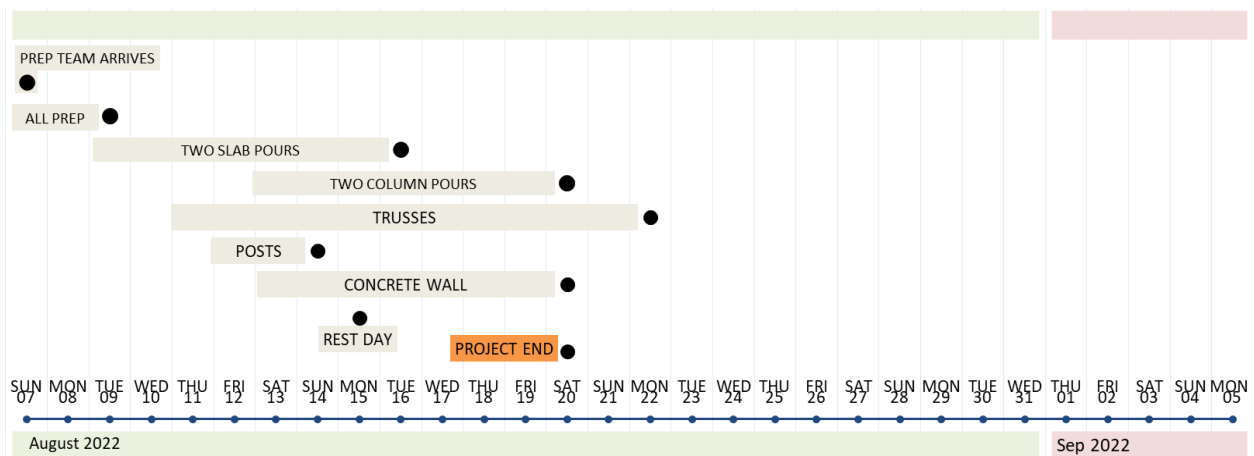 PREP TEAM ARRIVES
ALL PREP
TWO SLAB POURS
TWO COLUMN POURS
TRUSSES
POSTS
CONCRETE WALL
REST DAY
PROJECT END
SUN MON TUE WED THU FRI SAT SUN MON TUE WED THU FRI SAT SUN MON TUE WED THU FRI SAT SUN MON TUE WED THU FRI SAT SUN MON
07 08 09 10 11 12 13 14 15 16 17 18 19 20 21 22 23 24 25 26 27 28 29 30 31 01 02 03 04 05
August 2022 Sep 2022